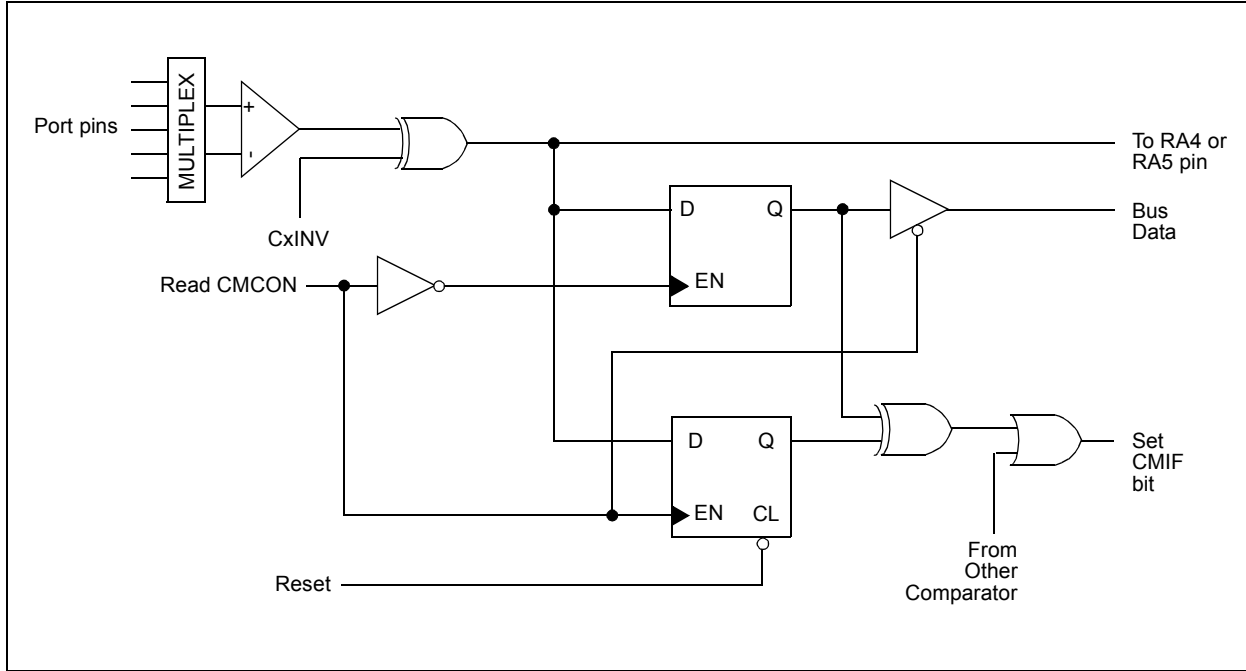 MULTIPLEX
+
-
Port pins
CxINV
To RA4 or
RA5 pin
D
Q
EN
Bus
Data
Read CMCON
D
Q
EN
CL
Set
CMIF
bit
From
Other
Comparator
Reset